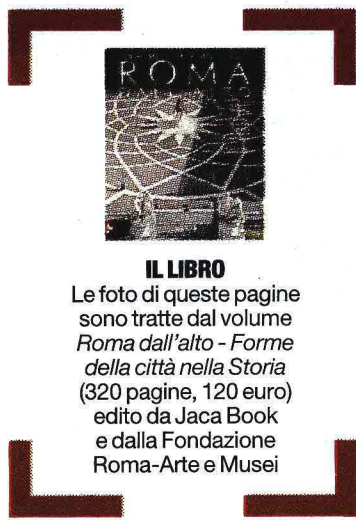 ROMA
IL LIBRO
Le foto di queste pagine
sono tratte dal volume
Roma dall'alto - Forme
della città nella Storia
(320 pagine, 120 euro)
edito da Jaca Book
e dalla Fondazione
Roma-Arte e Musei